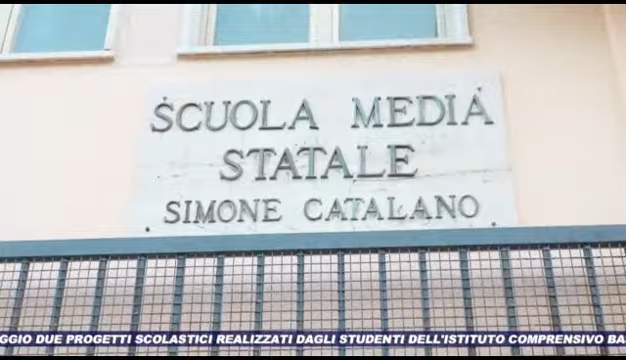 SCUOLA MEDIA
STATALE
SIMONE CATALANO
DUE PROGETTI SCOLASTICI REALIZZATI DAGLI STUDENTI DELL'ISTITUTO COMPRENSIVO